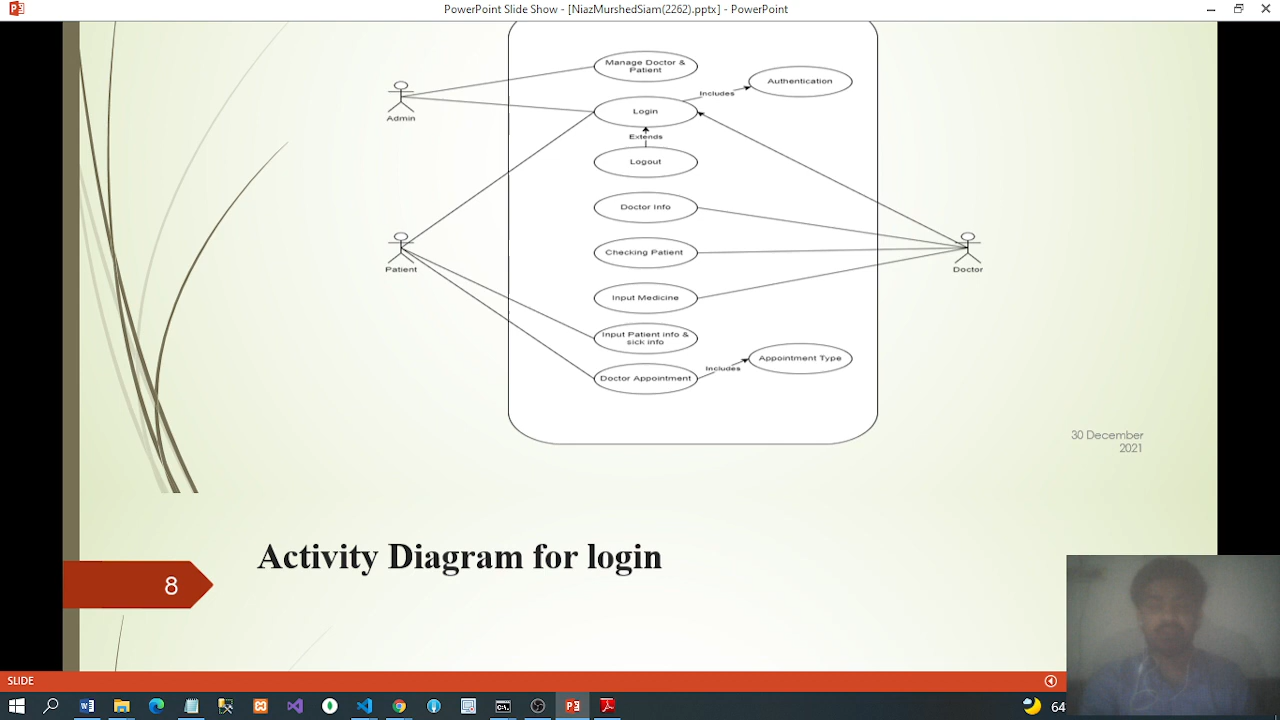 PowerPoint Slide Show - [NiazMurshedSiam(2262).pptx] - PowerPoint
Manage Doctor &
Patient
Authentication
Includes
Login
Admin
Extends
Logout
Doctor Info
Checking Patient
Patient
Doctor
Input Medicine
Input Patient info &
sick info
Appointment Type
Includes
Doctor Appointment
30 December
2021
Activity Diagram for login
8
SLIDE
64